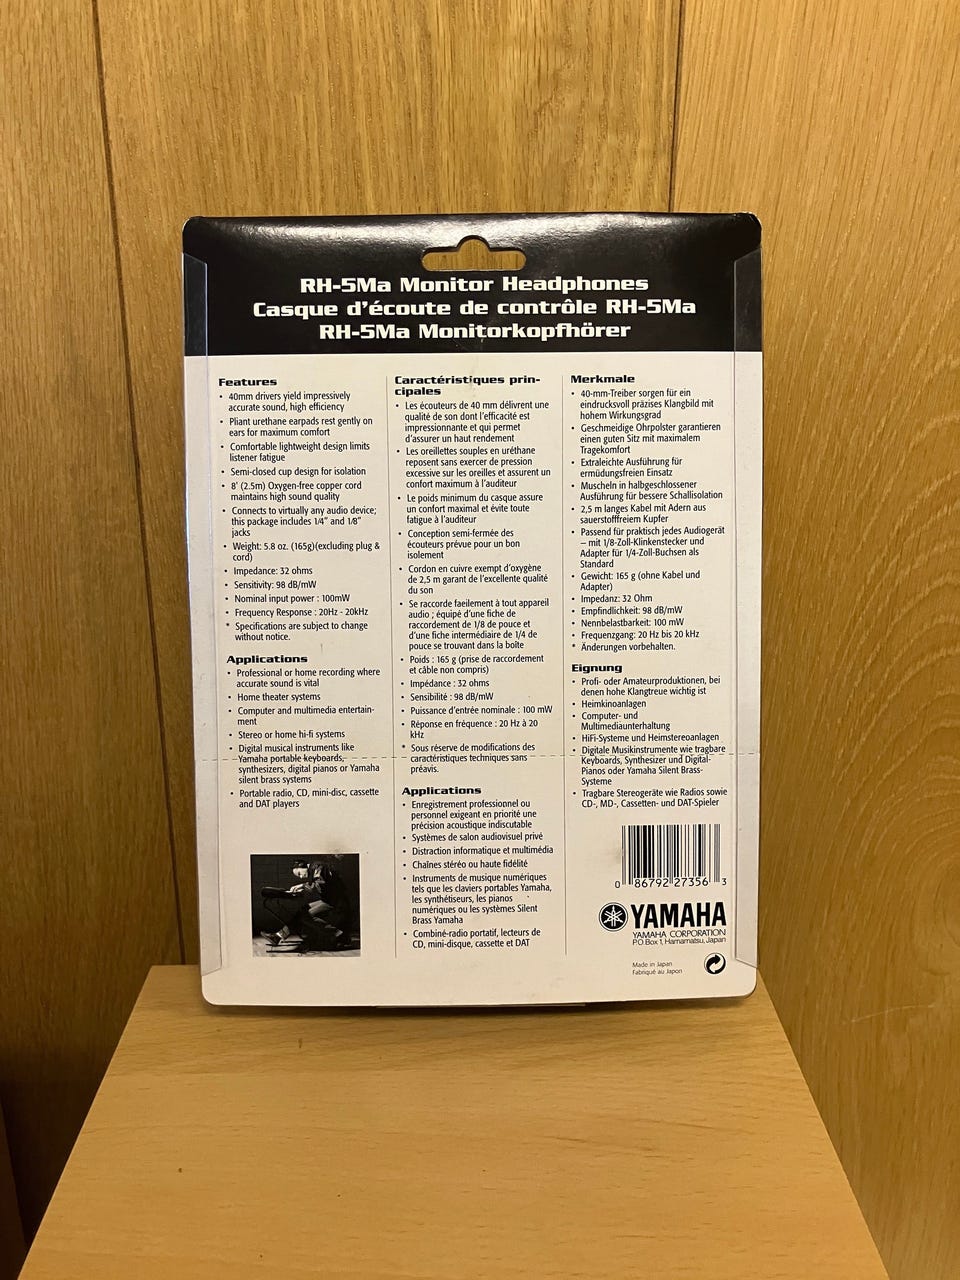 RH-5Ma Monitor Headphones
Casque d'écoute de contrôle RH-5Ma
RH-5Ma Monitorkopfhörer
Features
• 40mm drivers yield impressively
accurate sound, high efficiency
• Pliant urethane earpads rest gently on
ears for maximum comfort
• Comfortable lightweight design limits
listener fatigue
• Semi-closed cup design for isolation
• 8' (2.5m) Oxygen-free copper cord
maintains high sound quality
• Connects to virtually any audio device;
this package includes 1/4" and 1/8"
jacks
• Weight: 5.8 oz. (165g)(excluding plug &
cord)
• Impedance: 32 ohms
• Sensitivity: 98 dB/mW
• Nominal input power : 100mW
• Frequency Response : 20Hz - 20kHz
* Specifications are subject to change
without notice.
Applications
• Professional or home recording where
accurate sound is vital
• Home theater systems
• Computer and multimedia entertain-
ment
• Stereo or home hi-fi systems
• Digital musical instruments like
Yamaha portable keyboards,
synthesizers, digital pianos or Yamaha
silent brass systems
• Portable radio, CD, mini-disc, cassette
and DAT players
Caractéristiques prin-
cipales
• Les écouteurs de 40 mm délivrent une
qualité de son dont l'efficacité est
impressionnante et qui permet
d'assurer un haut rendement
• Les oreillettes souples en uréthane
reposent sans exercer de pression
excessive sur les oreilles et assurent un
confort maximum à l'auditeur
• Le poids minimum du casque assure
un confort maximal et évite toute
fatigue à l'auditeur
• Conception semi-fermée des
écouteurs prévue pour un bon
isolement
• Cordon en cuivre exempt d'oxygène
de 2,5 m garant de l'excellente qualité
du son
• Se raccorde faeilement à tout appareil
audio ; équipé d'une fiche de
raccordement de 1/8 de pouce et
d'une fiche intermédiaire de 1/4 de
pouce se trouvant dans la boîte
• Poids : 165 g (prise de raccordement
et câble non compris)
• Impédance : 32 ohms
• Sensibilité : 98 dB/mW
• Puissance d'entrée nominale : 100 mW
• Réponse en fréquence : 20 Hz à 20
kHz
* Sous réserve de modifications des
caractéristiques techniques sans
préavis.
Applications
• Enregistrement professionel ou
personnel exigeant en priorité une
précision acoustique indiscutable
• Systèmes de salon audiovisuel privé
• Distraction informatique et multimédia
• Chaînes stéréo ou haute fidélité
• Instruments de musique numériques
tels que les claviers portables Yamaha,
les synthétiseurs, les pianos
numériques ou les systèmes Silent
Brass Yamaha
• Combiné-radio portatif, lecteurs de
CD, mini-disque, cassette et DAT
Merkmale
• 40-mm-Treiber sorgen für ein
eindrucksvoll präzises Klangbild mit
hohem Wirkungsgrad
• Geschmeidige Ohrpolster garantieren
einen guten Sitz mit maximalem
Tragekomfort
• Extraleichte Ausführung für
ermüdungsfreien Einsatz
• Muscheln in halbgeschlossener
Ausführung für bessere Schallisolation
• 2,5 m langes Kabel mit Adern aus
sauerstofffreiem Kupfer
• Passend für praktisch jedes Audiogerät
– mit 1/8-Zoll-Klinkenstecker und
Adapter für 1/4-Zoll-Buchsen als
Standard
• Gewicht: 165 g (ohne Kabel und
Adapter)
• Impedanz: 32 Ohm
• Empfindlichkeit: 98 dB/mW
• Nennbelastbarkeit: 100 mW
• Frequenzgang: 20 Hz bis 20 kHz
* Änderungen vorbehalten.
Eignung
• Profi- oder Amateurproduktionen, bei
denen hohe Klangtreue wichtig ist
• Heimkinoanlagen
• Computer- und
Multimediaunterhaltung
• HiFi-Systeme und Heimstereoanlagen
• Digitale Musikinstrumente wie tragbare
Keyboards, Synthesizer und Digital-
Pianos oder Yamaha Silent Brass-
Systeme
• Tragbare Stereogeräte wie Radios sowie
CD-, MD-, Cassetten- und DAT-Spieler
0 86792 27356 3
YAMAHA
YAMAHA CORPORATION
P.O.Box 1, Hamamatsu, Japan
Made in Japan
Fabriqué au Japon